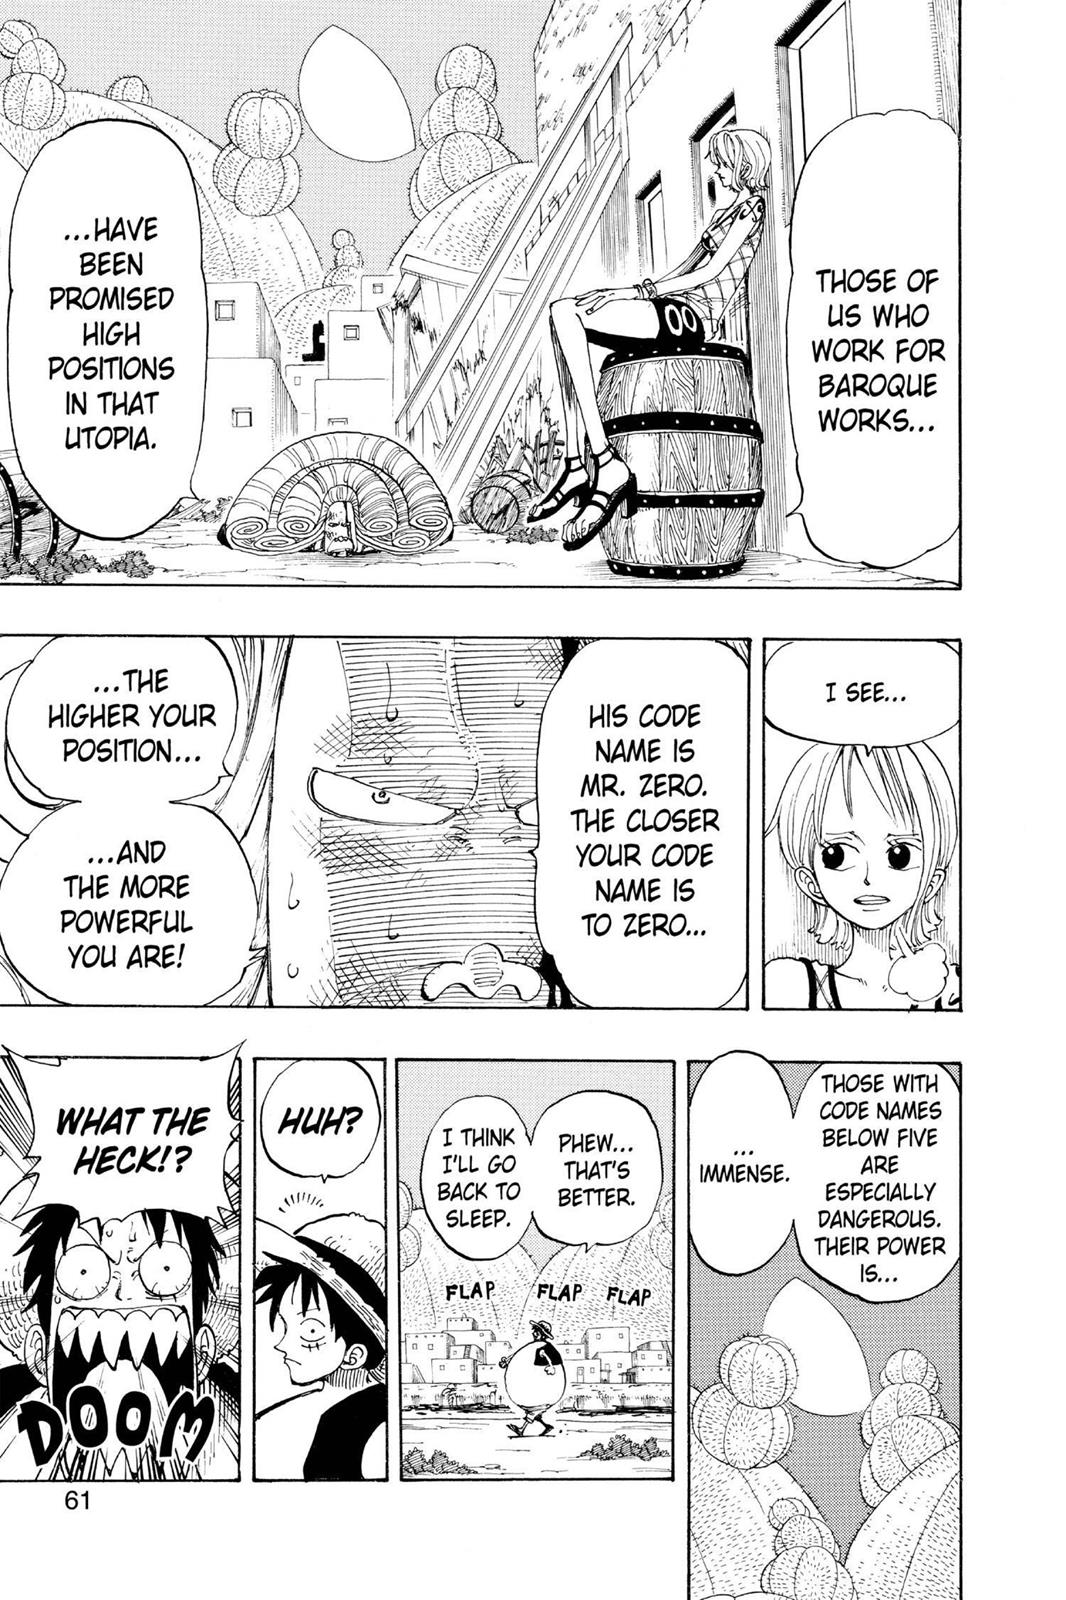 THOSE OF
US WHO
WORK FOR
BAROQUE
WORKS...
...HAVE
BEEN
PROMISED
HIGH
POSITIONS
IN THAT
UTOPIA.
00
I SEE...
HIS CODE
NAME IS
MR. ZERO.
THE CLOSER
YOUR CODE
NAME IS
TO ZERO...
...THE
HIGHER YOUR
POSITION...
...AND
THE MORE
POWERFUL
YOU ARE!
THOSE WITH
CODE NAMES
BELOW FIVE
ARE
ESPECIALLY
DANGEROUS.
THEIR POWER
IS...
...
IMMENSE.
PHEW...
THAT'S
BETTER.
I THINK
I'LL GO
BACK TO
SLEEP.
FLAP FLAP FLAP
HUH?
WHAT THE
HECK!?
DOOM
61